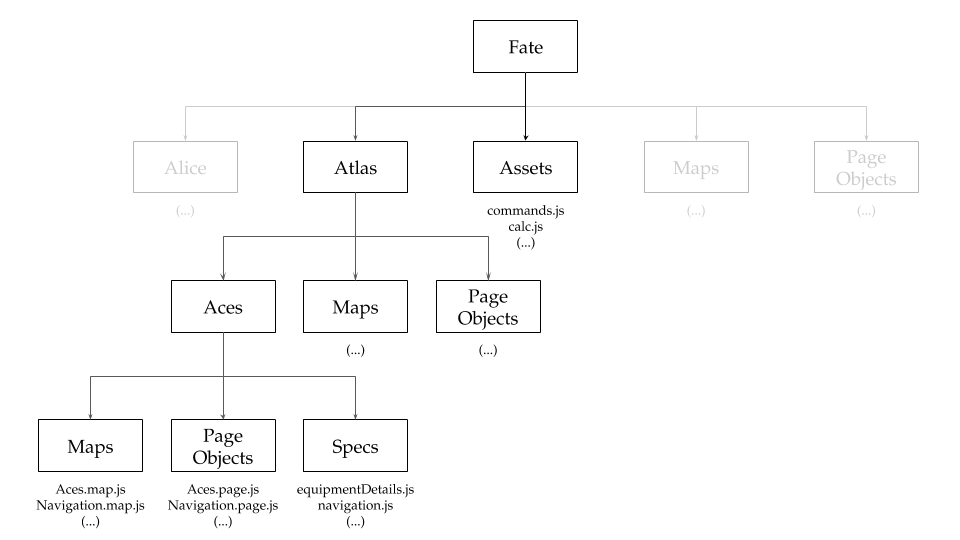 Fate
Alice
Atlas
Assets
Maps
Page
Objects
(...)
commands.js
calc.js
(...)
(...)
(...)
Aces
Maps
Page
Objects
(...)
(...)
Maps
Page
Objects
Specs
Aces.map.js
Navigation.map.js
(...)
Aces.page.js
Navigation.page.js
(...)
equipmentDetails.js
navigation.js
(...)